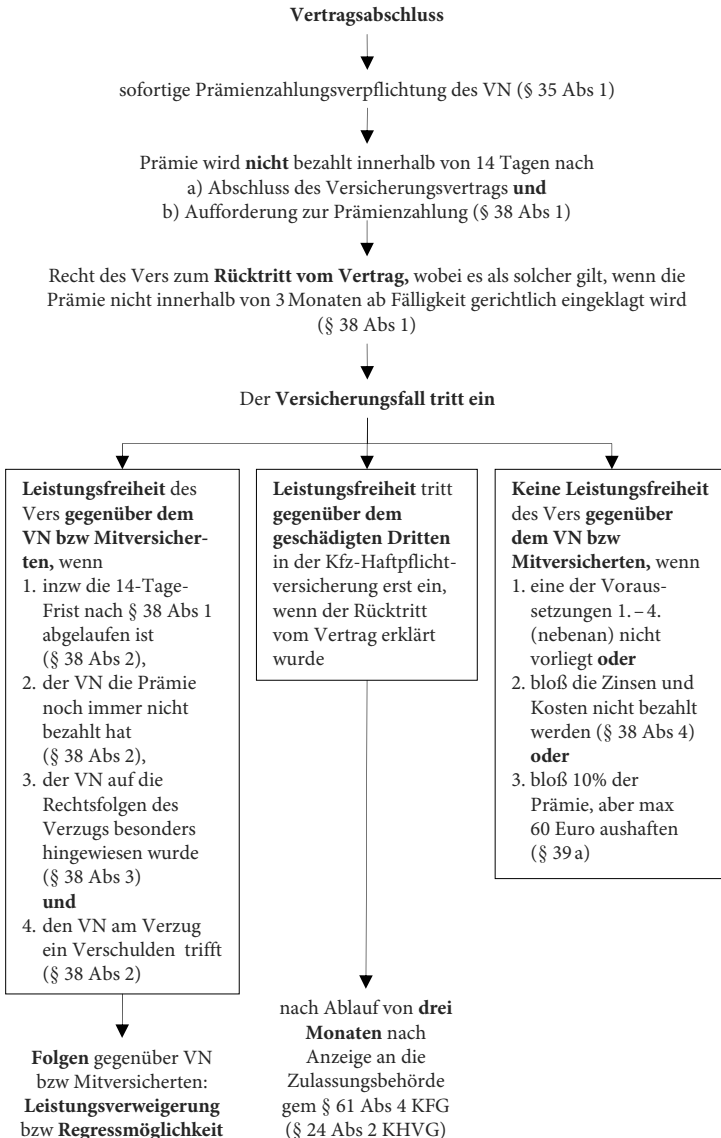 Vertragsabschluss
sofortige Prämienzahlungsverpflichtung des VN (§ 35 Abs 1)
Prämie wird nicht bezahlt innerhalb von 14 Tagen nach
a) Abschluss des Versicherungsvertrags und
b) Aufforderung zur Prämienzahlung (§ 38 Abs 1)
Recht des Vers zum Rücktritt vom Vertrag, wobei es als solcher gilt, wenn die
Prämie nicht innerhalb von 3 Monaten ab Fälligkeit gerichtlich eingeklagt wird
(§ 38 Abs 1)
Der Versicherungsfall tritt ein
Leistungsfreiheit des
Vers gegenüber dem
VN bzw Mitversicher-
ten, wenn
1. inzw die 14-Tage-
Frist nach § 38 Abs 1
abgelaufen ist
(§ 38 Abs 2),
2. der VN die Prämie
noch immer nicht
bezahlt hat
(§ 38 Abs 2),
3. der VN auf die
Rechtsfolgen des
Verzugs besonders
hingewiesen wurde
(§ 38 Abs 3)
und
4. den VN am Verzug
ein Verschulden trifft
(§ 38 Abs 2)
Folgen gegenüber VN
bzw Mitversicherten:
Leistungsverweigerung
bzw Regressmöglichkeit
Leistungsfreiheit tritt
gegenüber dem
geschädigten Dritten
in der Kfz-Haftpflicht-
versicherung erst ein,
wenn der Rücktritt
vom Vertrag erklärt
wurde
nach Ablauf von drei
Monaten nach
Anzeige an die
Zulassungsbehörde
gem § 61 Abs 4 KFG
(§ 24 Abs 2 KHVG)
Keine Leistungsfreiheit
des Vers gegenüber
dem VN bzw
Mitversicherten, wenn
1. eine der Voraus-
setzungen 1. – 4.
(nebenan) nicht
vorliegt oder
2. bloß die Zinsen und
Kosten nicht bezahlt
werden (§ 38 Abs 4)
oder
3. bloß 10% der
Prämie, aber max
60 Euro aushaften
(§ 39 a)